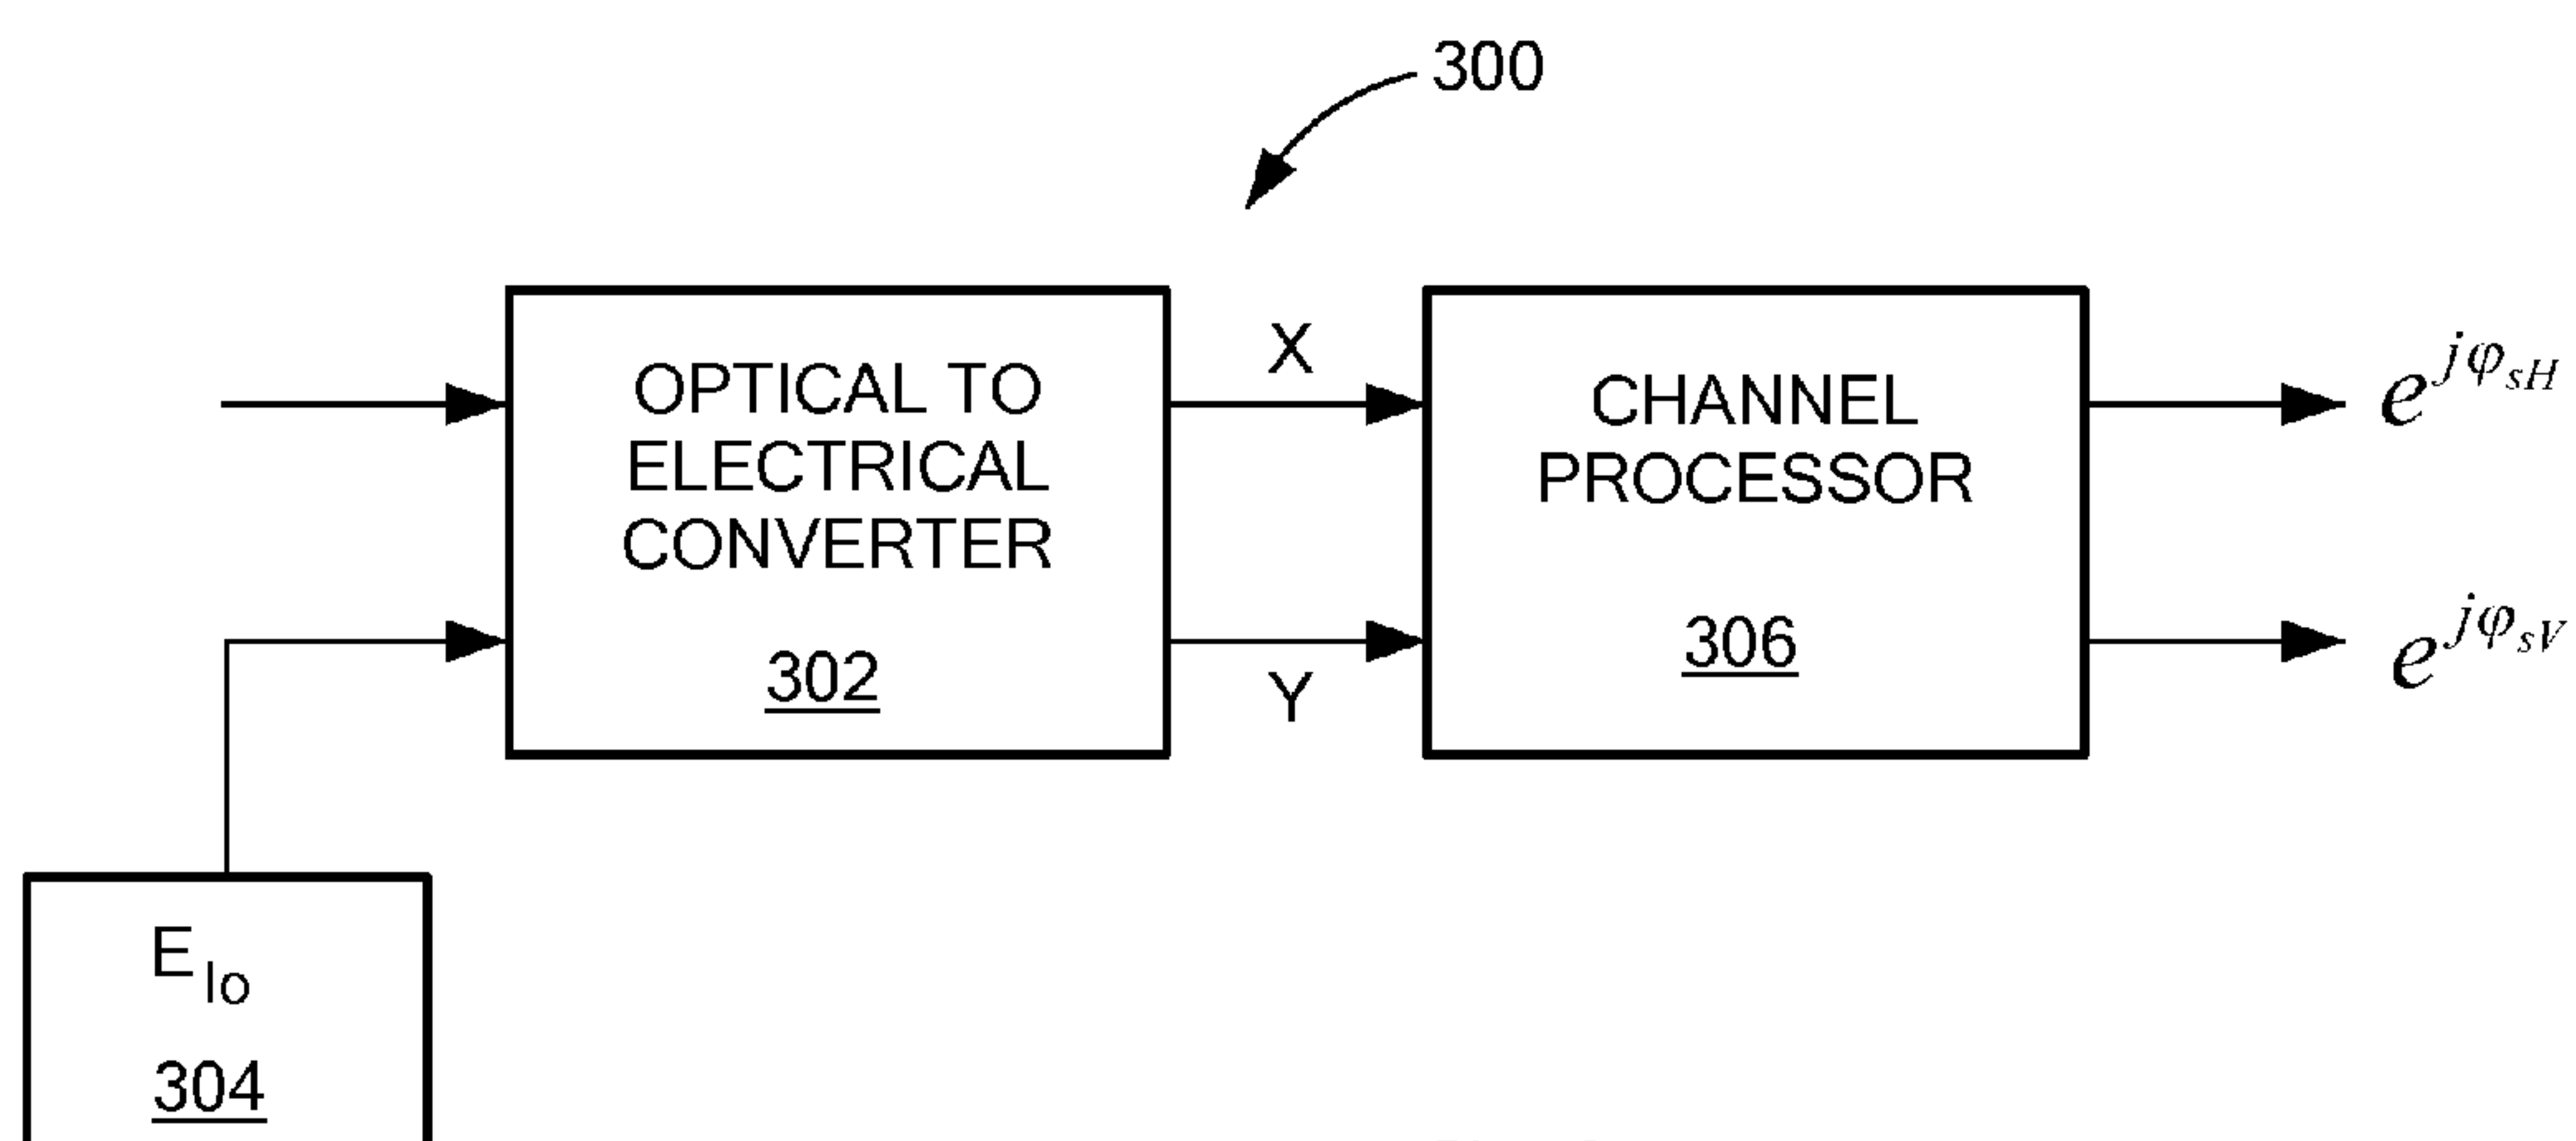 300
OPTICAL TO
ELECTRICAL
CONVERTER
302
X
Y
CHANNEL
PROCESSOR
306
e^{jφ_{sH}}
e^{jφ_{sV}}
E_{lo}
304